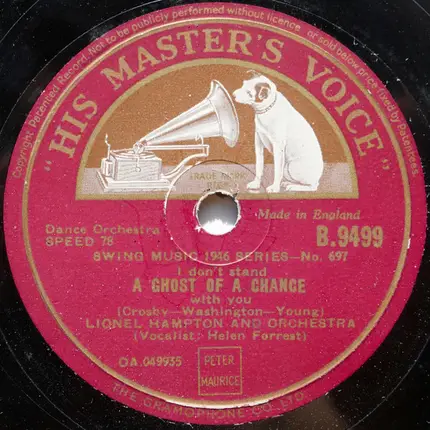 Copyright Patented Record. Not to be publicly performed without licence or sold below price fixed by patentees.
"HIS MASTER'S VOICE"
TRADE MARK
Made in England
Dance Orchestra
SPEED 78
B.9499
SWING MUSIC 1946 SERIES—No. 697
I don't stand
A GHOST OF A CHANCE
with you
(Crosby—Washington—Young)
LIONEL HAMPTON AND ORCHESTRA
(Vocalist: Helen Forrest)
OA.049935
PETER
MAURICE
THE GRAMOPHONE CO LTD.